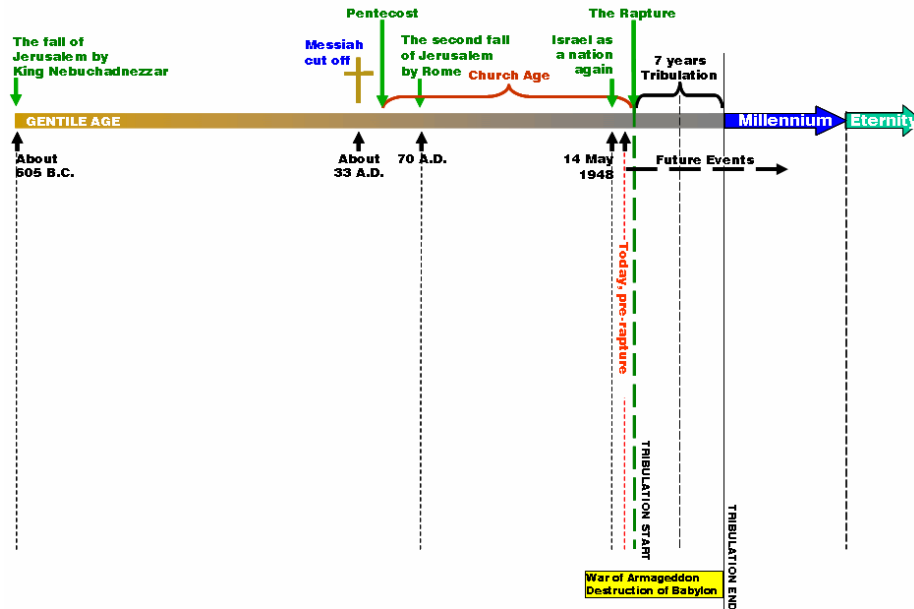 Pentecost
The Rapture
The fall of
Jerusalem by
King Nebuchadnezzar
Messiah
cut off
The second fall
of Jerusalem
by Rome
Church Age
Israel as
a nation
again
7 years
Tribulation
GENTILE AGE
Millennium
Eternity
About
605 B.C.
About
33 A.D.
70 A.D.
14 May
1948
Future Events
Today, pre-rapture
TRIBULATION START
TRIBULATION END
War of Armageddon
Destruction of Babylon